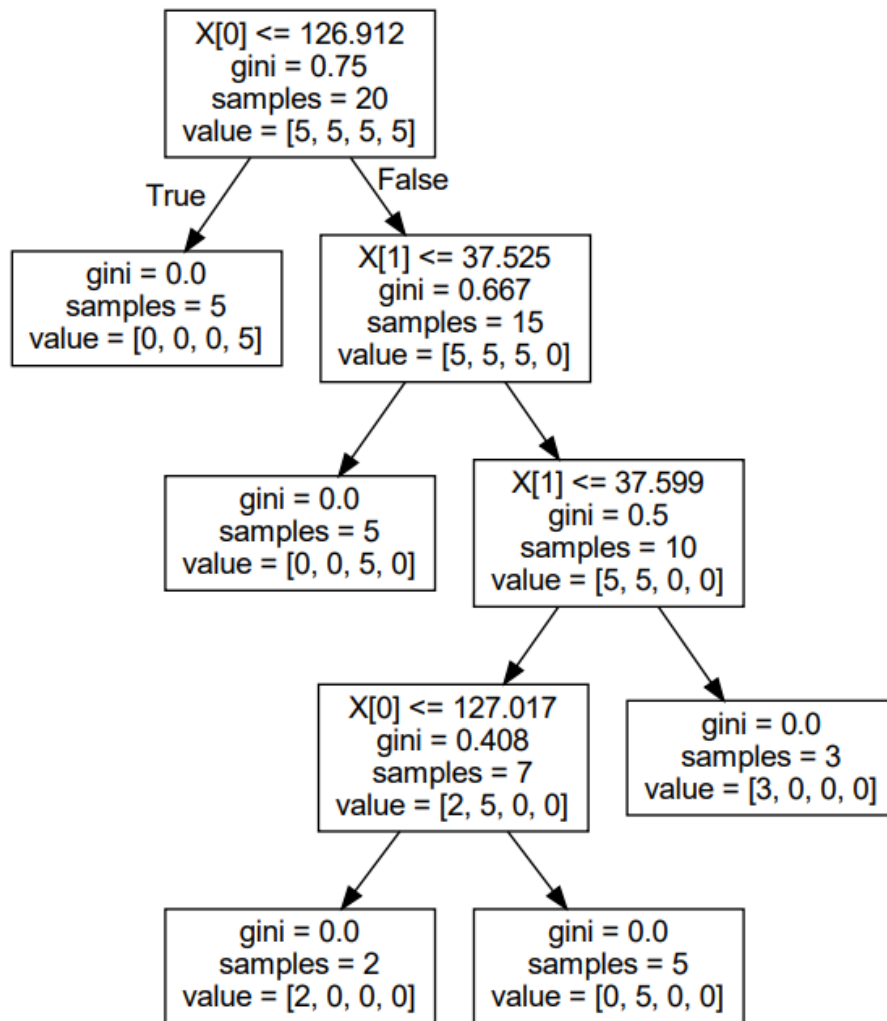 X[0] <= 126.912
gini = 0.75
samples = 20
value = [5, 5, 5, 5]
True
False
gini = 0.0
samples = 5
value = [0, 0, 0, 5]
X[1] <= 37.525
gini = 0.667
samples = 15
value = [5, 5, 5, 0]
gini = 0.0
samples = 5
value = [0, 0, 5, 0]
X[1] <= 37.599
gini = 0.5
samples = 10
value = [5, 5, 0, 0]
X[0] <= 127.017
gini = 0.408
samples = 7
value = [2, 5, 0, 0]
gini = 0.0
samples = 3
value = [3, 0, 0, 0]
gini = 0.0
samples = 2
value = [2, 0, 0, 0]
gini = 0.0
samples = 5
value = [0, 5, 0, 0]